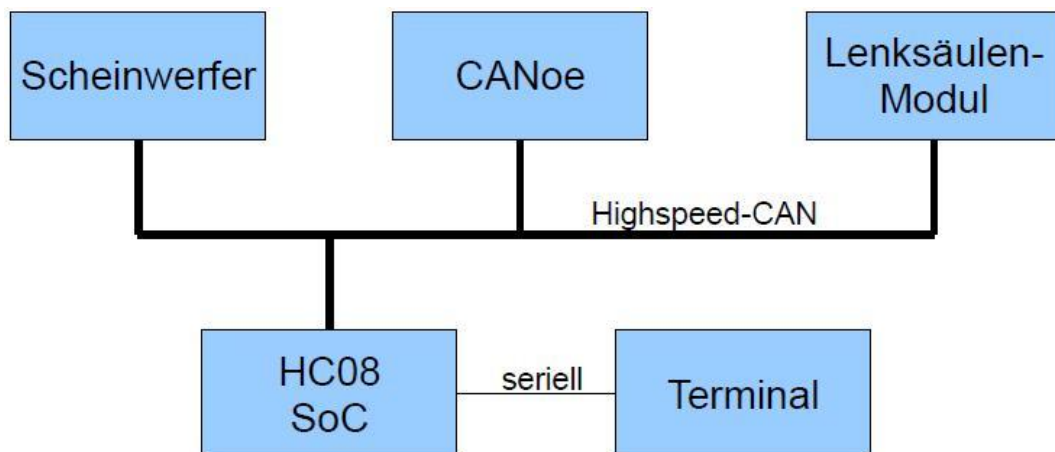 Scheinwerfer
CANoe
Lenksäulen-
Modul
Highspeed-CAN
HC08
SoC
seriell
Terminal